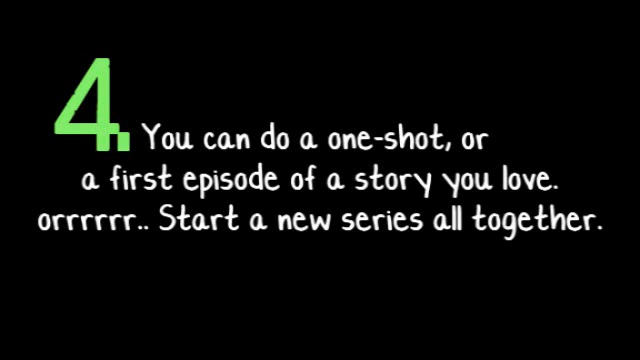 4. You can do a one-shot, or
a first episode of a story you love.
orrrrrr.. Start a new series all together.